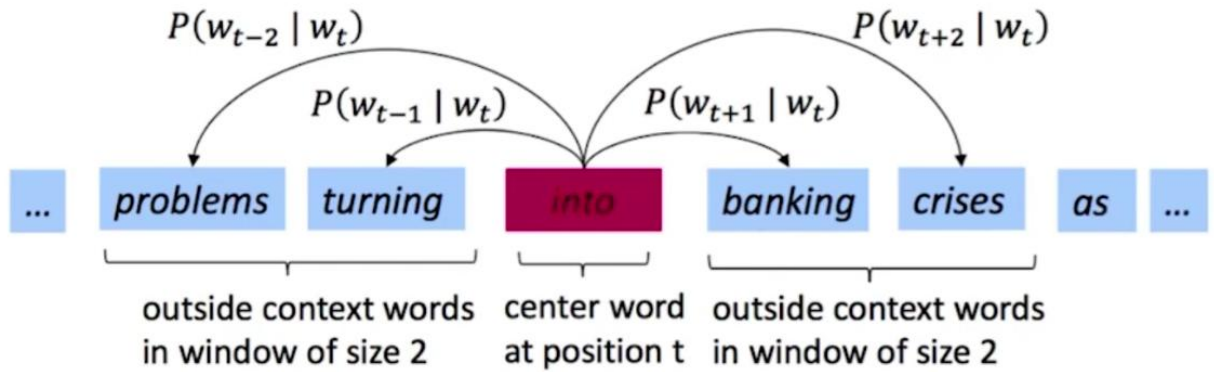 P(w_{t−2} | w_t) P(w_{t+2} | w_t)
P(w_{t−1} | w_t) P(w_{t+1} | w_t)
... problems turning into banking crises as ...
outside context words center word outside context words
in window of size 2 at position t in window of size 2